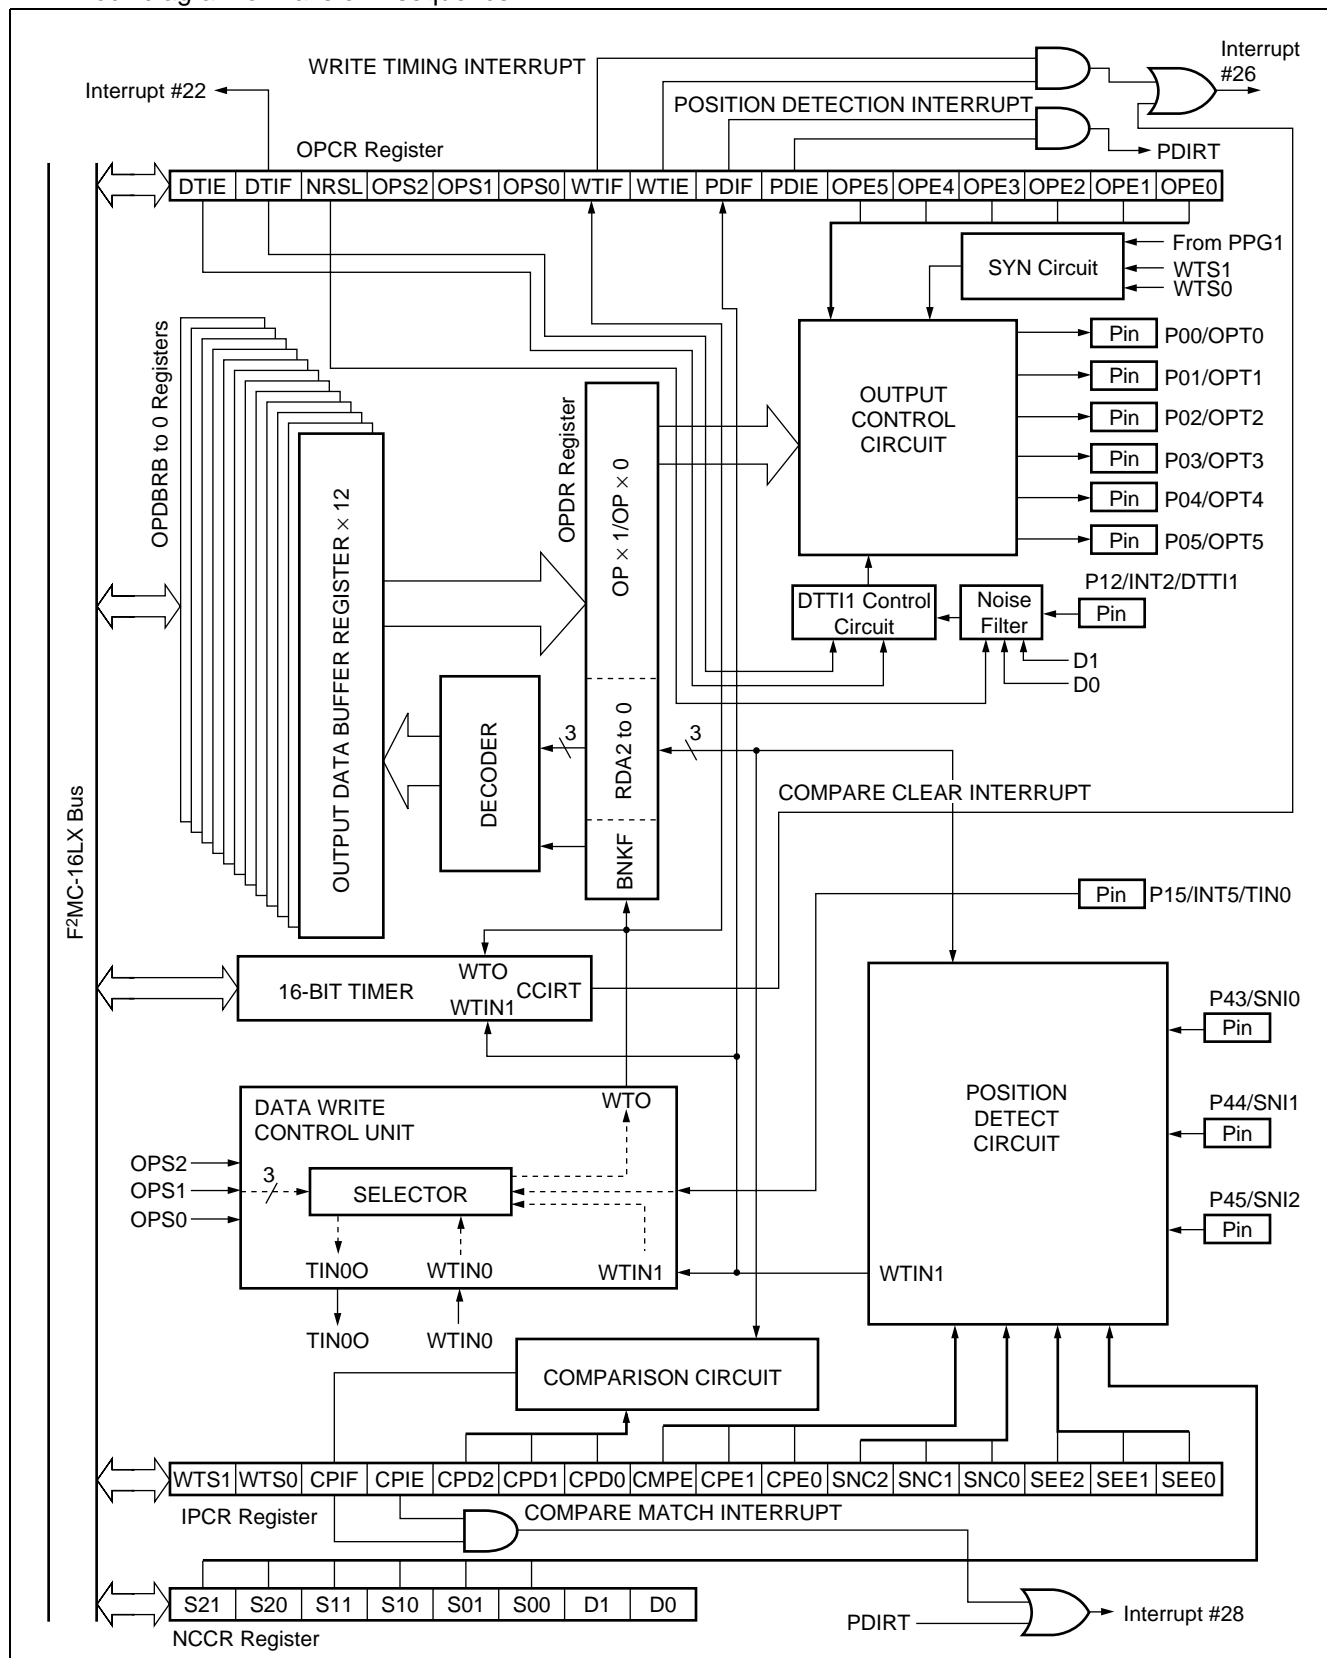 WRITE TIMING INTERRUPT
Interrupt
#26
Interrupt #22
POSITION DETECTION INTERRUPT
OPCR Register
PDIRT
DTIE DTIF NRSL OPS2 OPS1 OPS0 WTIF WTIE PDIF PDIE OPE5 OPE4 OPE3 OPE2 OPE1 OPE0
From PPG1
SYN Circuit
WTS1
WTS0
OPDBRB to 0 Registers
OUTPUT DATA BUFFER REGISTER × 12
OPDR Register
OP × 1/OP × 0
RDA2 to 0
BNKF
OUTPUT
CONTROL
CIRCUIT
Pin P00/OPT0
Pin P01/OPT1
Pin P02/OPT2
Pin P03/OPT3
Pin P04/OPT4
Pin P05/OPT5
P12/INT2/DTTI1
DTTI1 Control
Circuit
Noise
Filter
Pin
D1
D0
DECODER
3
3
COMPARE CLEAR INTERRUPT
F²MC-16LX Bus
Pin P15/INT5/TIN0
16-BIT TIMER
WTO
CCIRT
WTIN1
P43/SNI0
Pin
POSITION
DETECT
CIRCUIT
P44/SNI1
Pin
P45/SNI2
Pin
WTIN1
DATA WRITE
CONTROL UNIT
WTO
OPS2
OPS1
OPS0
3
SELECTOR
TIN0O
WTIN0
WTIN1
TIN0O
WTIN0
COMPARISON CIRCUIT
WTS1 WTS0 CPIF CPIE CPD2 CPD1 CPD0 CMPE CPE1 CPE0 SNC2 SNC1 SNC0 SEE2 SEE1 SEE0
IPCR Register
COMPARE MATCH INTERRUPT
S21 S20 S11 S10 S01 S00 D1 D0
NCCR Register
PDIRT
Interrupt #28